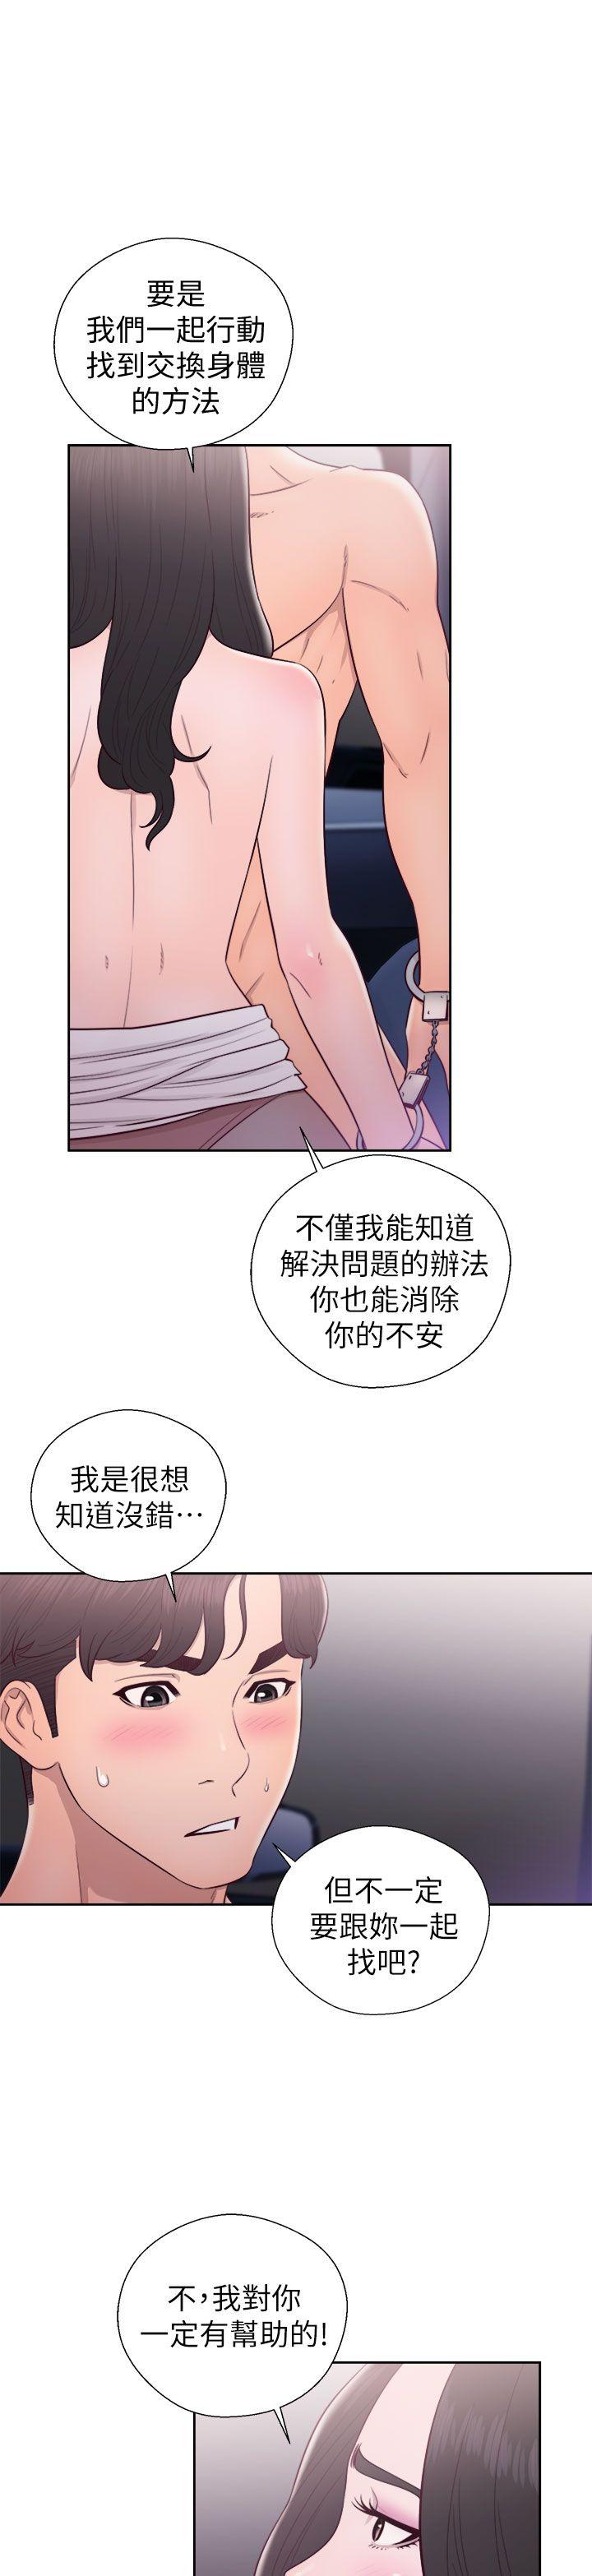 要是
我們一起行動
找到交換身體
的方法
不僅我能知道
解決問題的辦法
你也能消除
你的不安
我是很想
知道沒錯…
但不一定
要跟妳一起
找吧?
不,我對你
一定有幫助的!